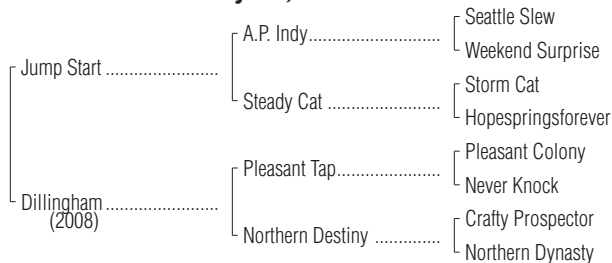 Seattle Slew
A.P. Indy......................................
Weekend Surprise
Jump Start ................................
Storm Cat
Steady Cat ................................
Hopespringsforever
Pleasant Colony
Pleasant Tap..............................
Never Knock
Dillingham................................
(2008)
Crafty Prospector
Northern Destiny ..................
Northern Dynasty